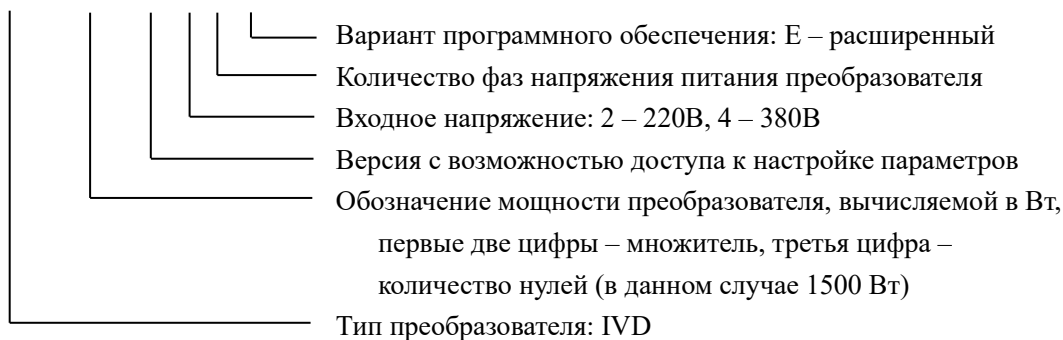 Вариант программного обеспечения: Е – расширенный
Количество фаз напряжения питания преобразователя
Входное напряжение: 2 – 220В, 4 – 380В
Версия с возможностью доступа к настройке параметров
Обозначение мощности преобразователя, вычисляемой в Вт,
первые две цифры – множитель, третья цифра –
количество нулей (в данном случае 1500 Вт)
Тип преобразователя: IVD